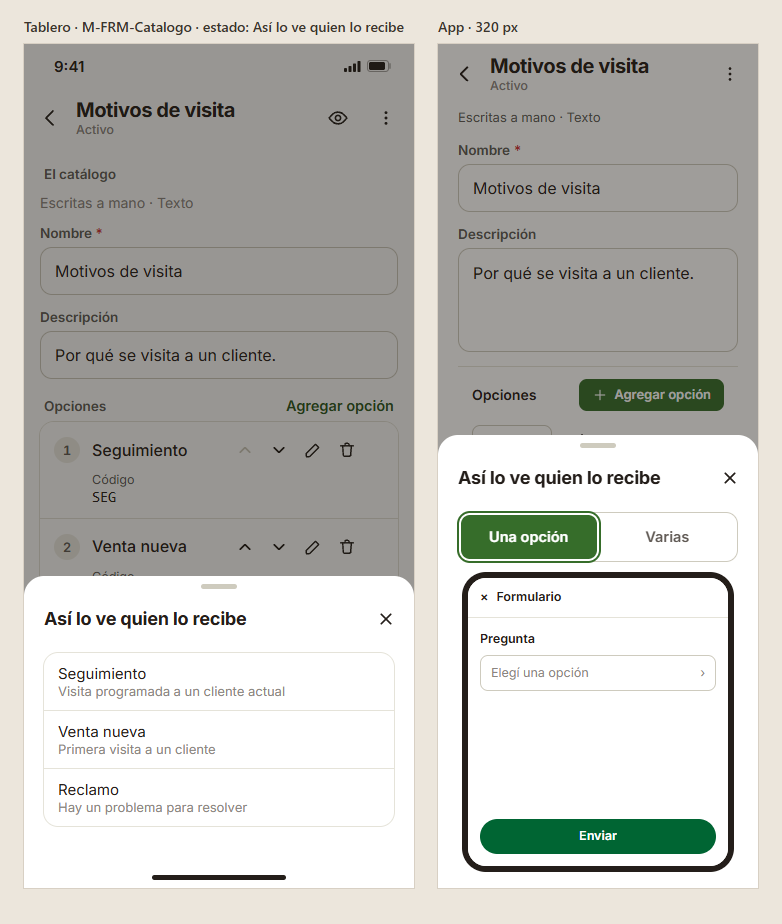 Tablero · M-FRM-Catalogo · estado: Así lo ve quien lo recibe
9:41
Motivos de visita
Activo
El catálogo
Escritas a mano · Texto
Nombre *
Motivos de visita
Descripción
Por qué se visita a un cliente.
Opciones
Agregar opción
1
Seguimiento
Código
SEG
2
Venta nueva
Código
Así lo ve quien lo recibe
Seguimiento
Visita programada a un cliente actual
Venta nueva
Primera visita a un cliente
Reclamo
Hay un problema para resolver
App · 320 px
Motivos de visita
Activo
Escritas a mano · Texto
Nombre *
Motivos de visita
Descripción
Por qué se visita a un cliente.
Opciones
+ Agregar opción
Así lo ve quien lo recibe
Una opción
Varias
× Formulario
Pregunta
Elegí una opción ›
Enviar